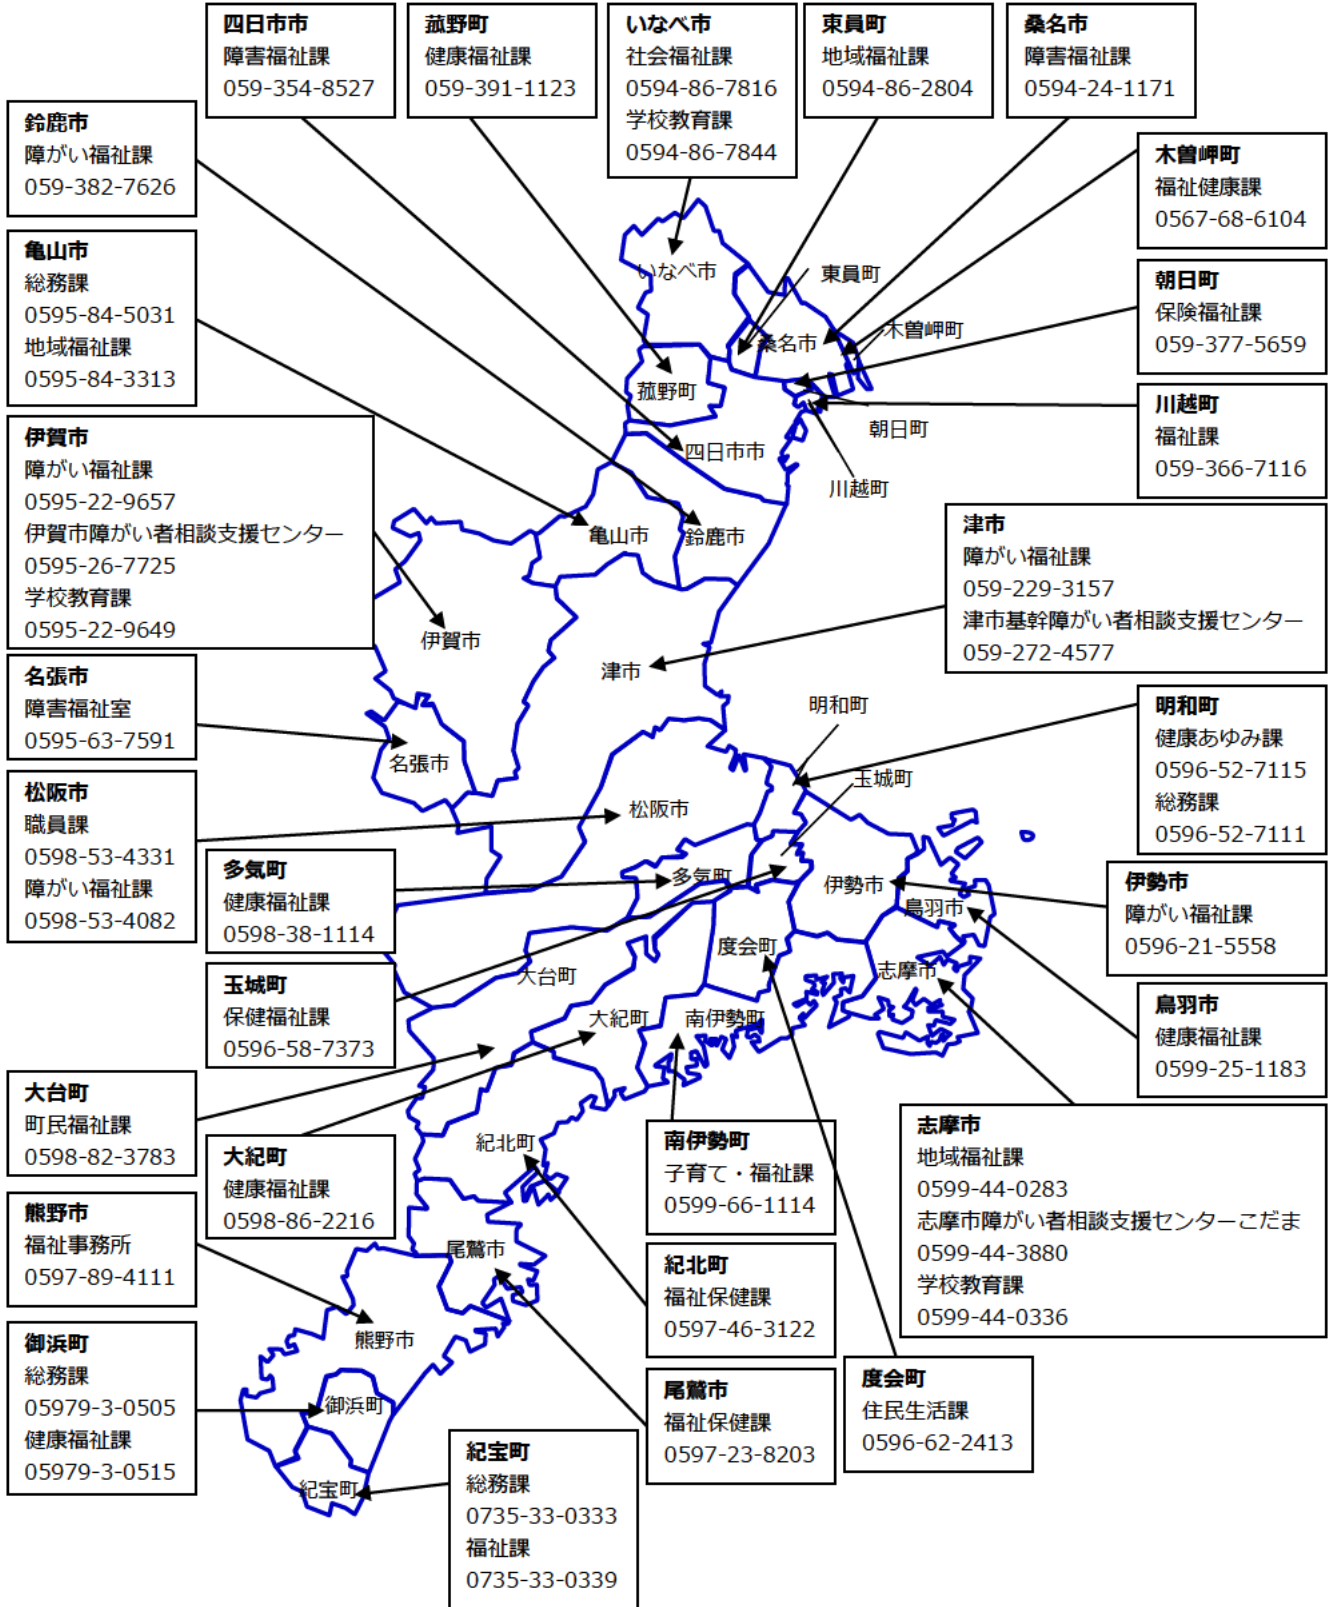 四日市市
障害福祉課
059-354-8527
菰野町
健康福祉課
059-391-1123
いなべ市
社会福祉課
0594-86-7816
学校教育課
0594-86-7844
東員町
地域福祉課
0594-86-2804
桑名市
障害福祉課
0594-24-1171
鈴鹿市
障がい福祉課
059-382-7626
木曽岬町
福祉健康課
0567-68-6104
亀山市
総務課
0595-84-5031
地域福祉課
0595-84-3313
朝日町
保険福祉課
059-377-5659
川越町
福祉課
059-366-7116
伊賀市
障がい福祉課
0595-22-9657
伊賀市障がい者相談支援センター
0595-26-7725
学校教育課
0595-22-9649
津市
障がい福祉課
059-229-3157
津市基幹障がい者相談支援センター
059-272-4577
名張市
障害福祉室
0595-63-7591
明和町
健康あゆみ課
0596-52-7115
総務課
0596-52-7111
松阪市
職員課
0598-53-4331
障がい福祉課
0598-53-4082
多気町
健康福祉課
0598-38-1114
伊勢市
障がい福祉課
0596-21-5558
玉城町
保健福祉課
0596-58-7373
鳥羽市
健康福祉課
0599-25-1183
大台町
町民福祉課
0598-82-3783
大紀町
健康福祉課
0598-86-2216
南伊勢町
子育て・福祉課
0599-66-1114
志摩市
地域福祉課
0599-44-0283
志摩市障がい者相談支援センターこだま
0599-44-3880
学校教育課
0599-44-0336
熊野市
福祉事務所
0597-89-4111
紀北町
福祉保健課
0597-46-3122
御浜町
総務課
05979-3-0505
健康福祉課
05979-3-0515
尾鷲市
福祉保健課
0597-23-8203
度会町
住民生活課
0596-62-2413
紀宝町
総務課
0735-33-0333
福祉課
0735-33-0339
いなべ市
東員町
桑名市
木曽岬町
菰野町
朝日町
四日市市
川越町
亀山市
鈴鹿市
伊賀市
津市
明和町
名張市
玉城町
松阪市
多気町
伊勢市
鳥羽市
度会町
志摩市
大台町
大紀町
南伊勢町
紀北町
尾鷲市
熊野市
御浜町
紀宝町